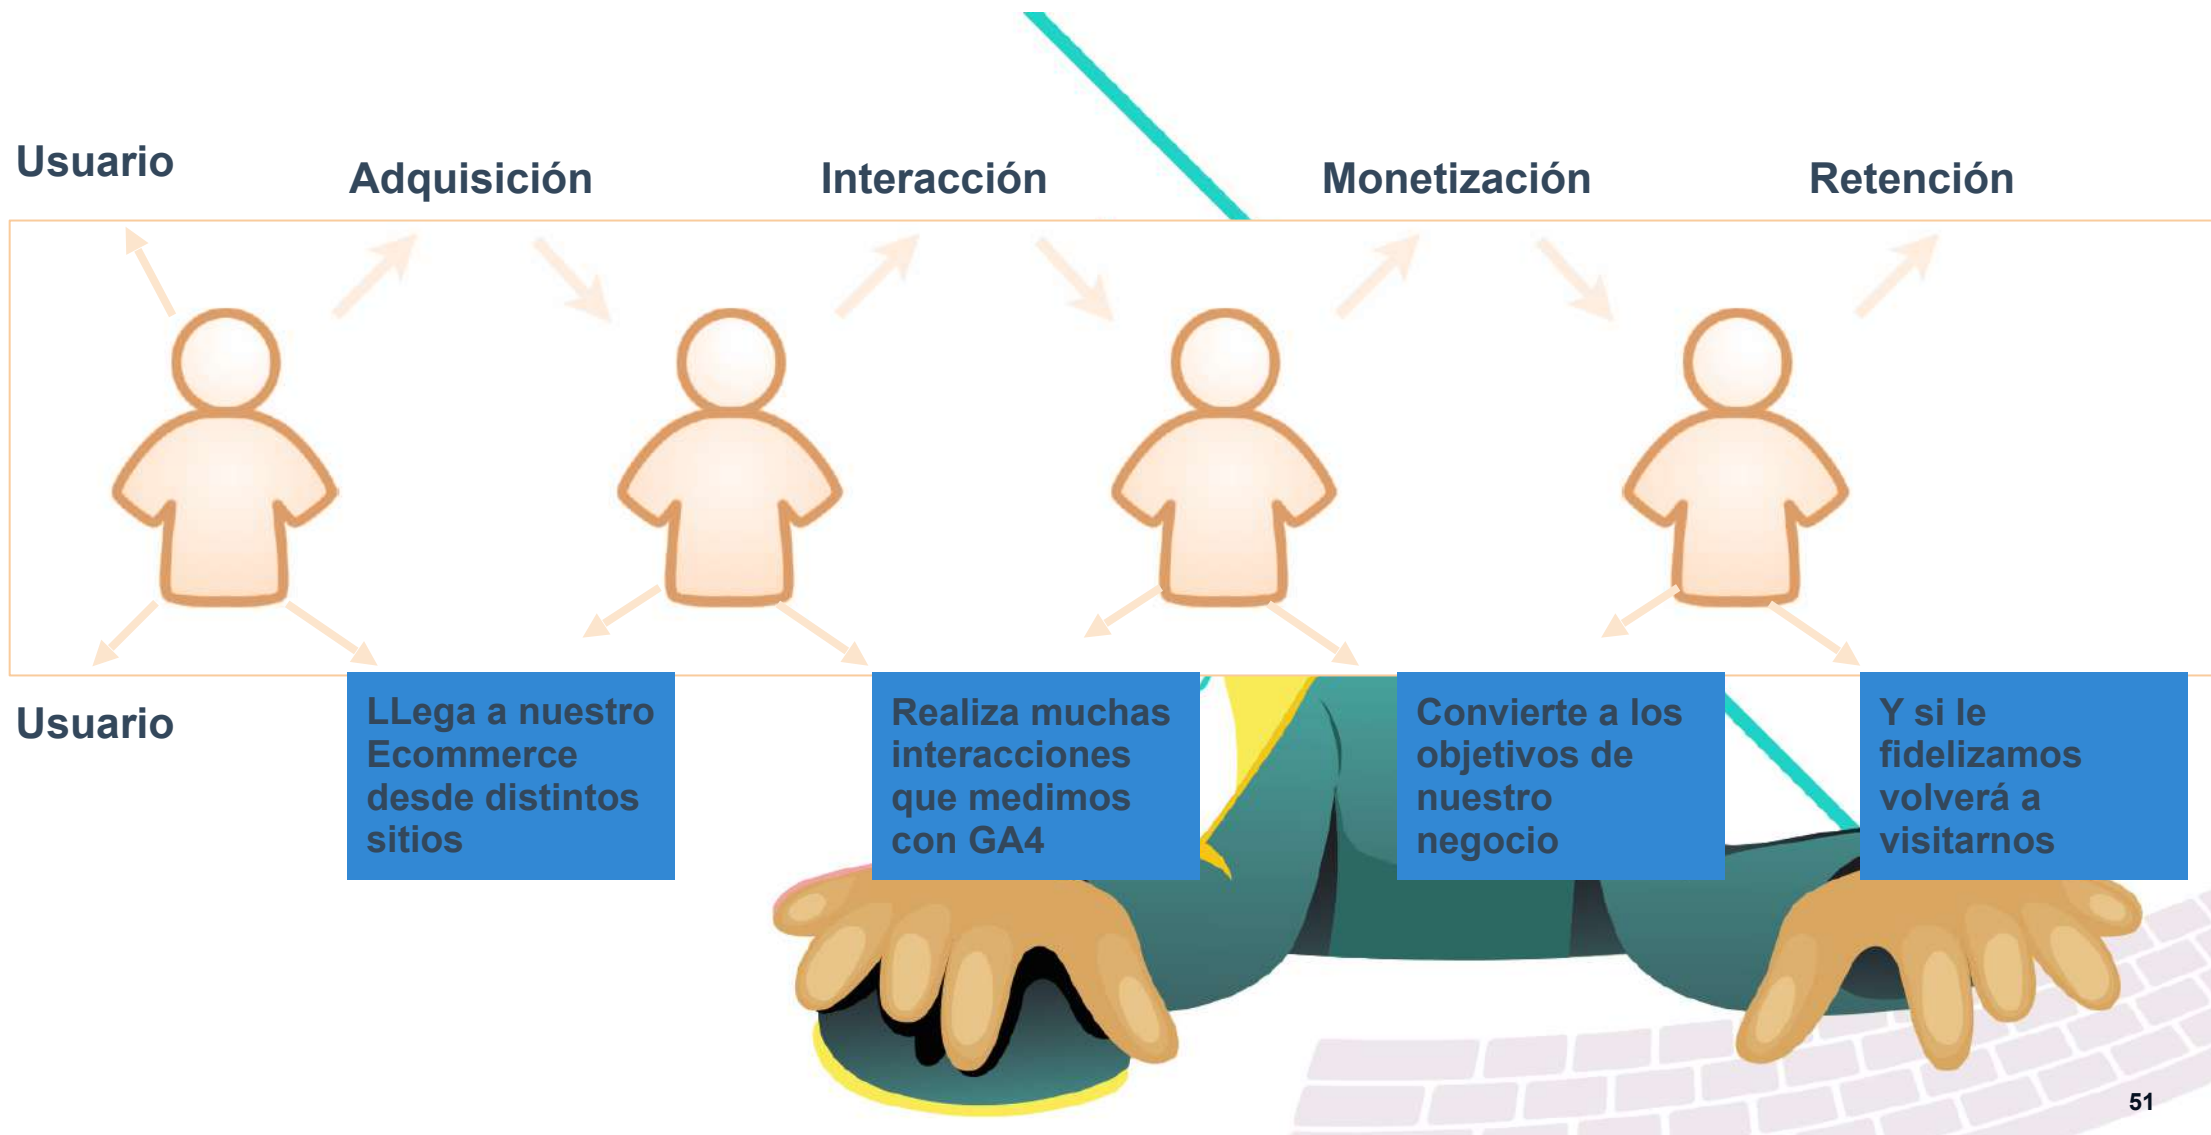 Usuario
Adquisición
Interacción
Monetización
Retención
Usuario
LLega a nuestro
Ecommerce
desde distintos
sitios
Realiza muchas
interacciones
que medimos
con GA4
Convierte a los
objetivos de
nuestro
negocio
Y si le
fidelizamos
volverá a
visitarnos
51